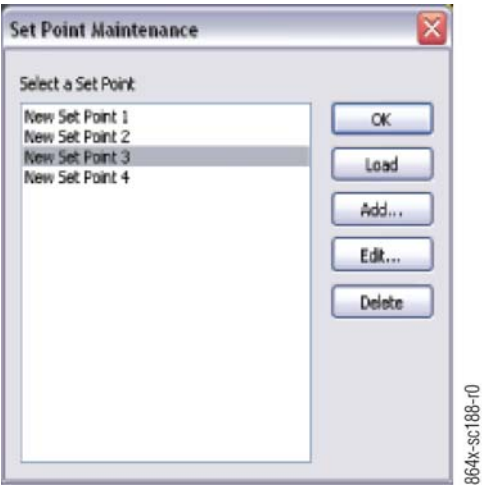 Set Point Maintenance
Select a Set Point
New Set Point 1
New Set Point 2
New Set Point 3
New Set Point 4
OK
Load
Add...
Edit...
Delete
864x-sc188-r0